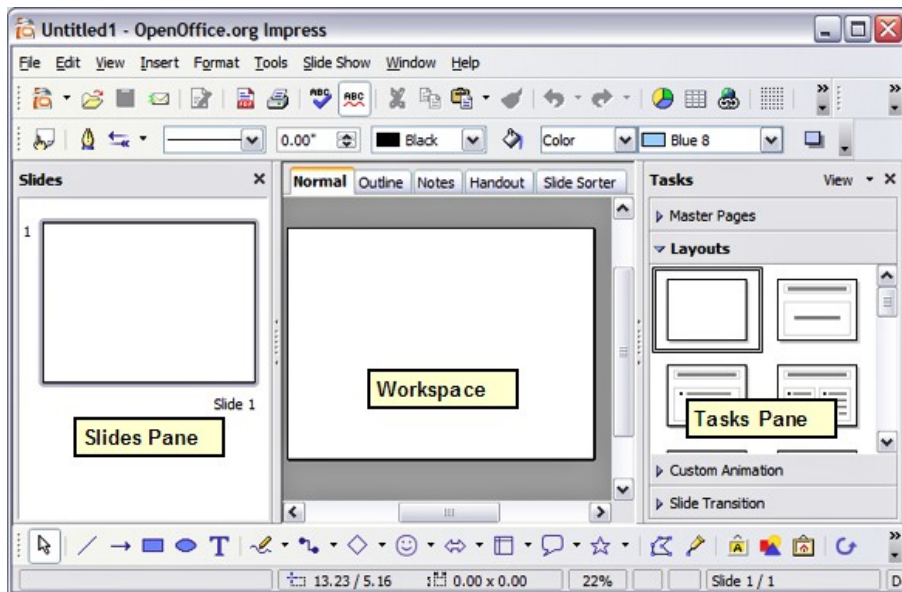 Untitled1 - OpenOffice.org Impress
File Edit View Insert Format Tools Slide Show Window Help
ABC ABC
0.00" Black Color Blue 8
Slides
Normal Outline Notes Handout Slide Sorter
Tasks View
1
Master Pages
Layouts
Workspace
Slide 1
Slides Pane
Tasks Pane
Custom Animation
Slide Transition
T
A
13.23 / 5.16 0.00 x 0.00 22% Slide 1 / 1 D